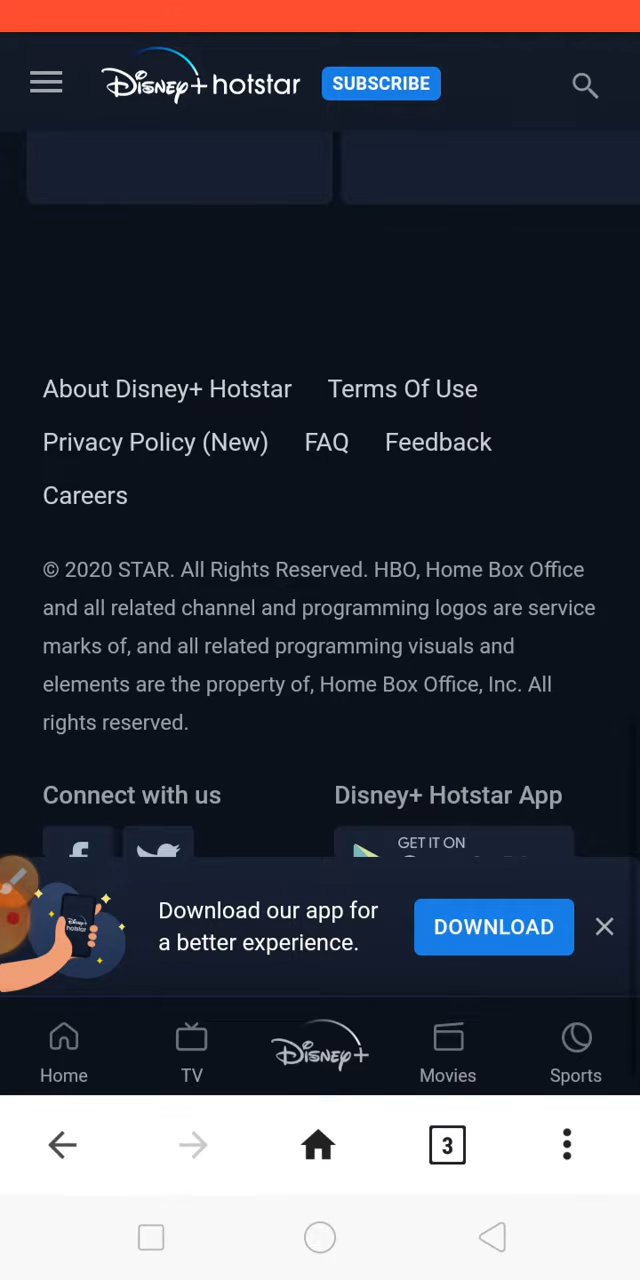 Disney+ hotstar SUBSCRIBE
About Disney+ Hotstar Terms Of Use
Privacy Policy (New) FAQ Feedback
Careers
© 2020 STAR. All Rights Reserved. HBO, Home Box Office
and all related channel and programming logos are service
marks of, and all related programming visuals and
elements are the property of, Home Box Office, Inc. All
rights reserved.
Connect with us Disney+ Hotstar App
f GET IT ON
Disney+ hotstar
Download our app for
a better experience.
DOWNLOAD
Disney+
Home TV Movies Sports
3